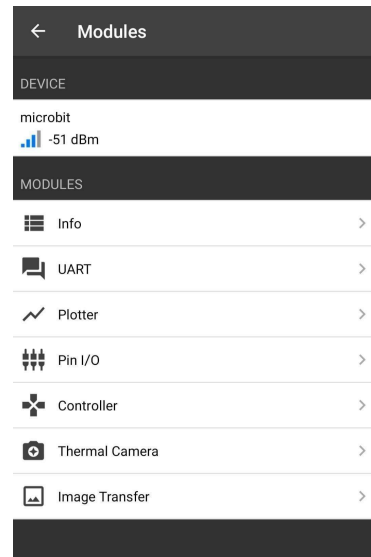 Modules
DEVICE
microbit
-51 dBm
MODULES
Info
UART
Plotter
Pin I/O
Controller
Thermal Camera
Image Transfer